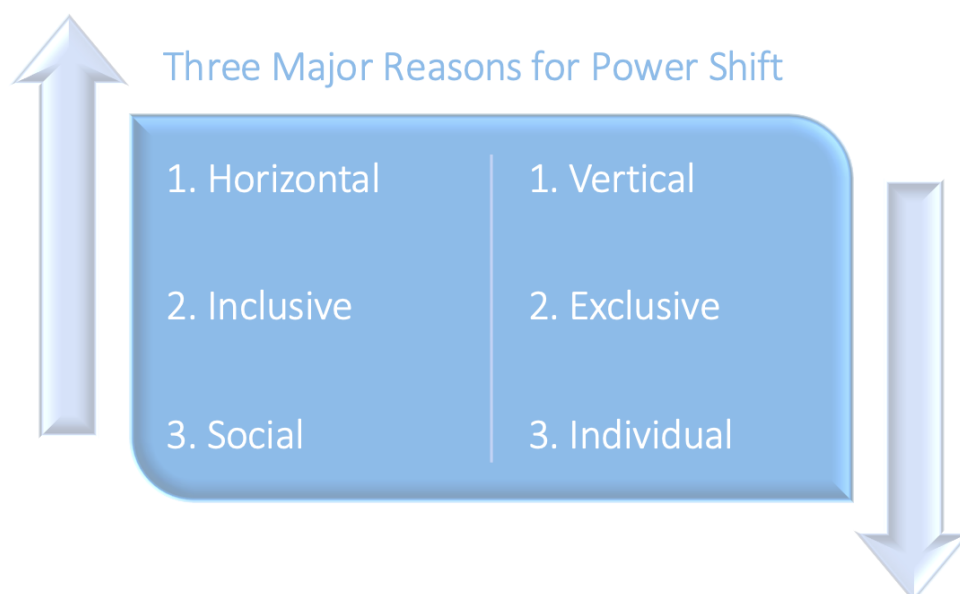 Three Major Reasons for Power Shift
1. Horizontal
2. Inclusive
3. Social
1. Vertical
2. Exclusive
3. Individual